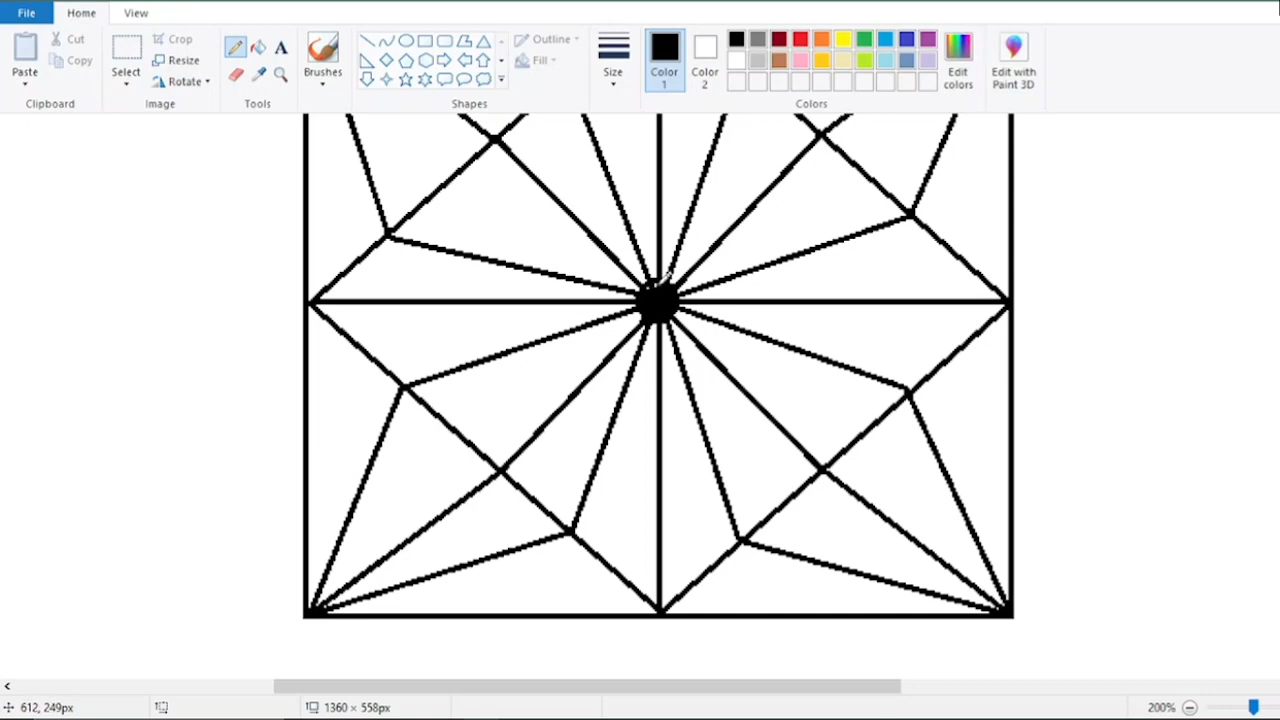 File Home View
Paste Cut Copy
Clipboard
Select Crop Resize Rotate
Image
A
Tools
Brushes
Outline Fill
Shapes
Size
Color 1
Color 2
Edit colors
Colors
Edit with Paint 3D
612, 249px
1360 × 558px
200%